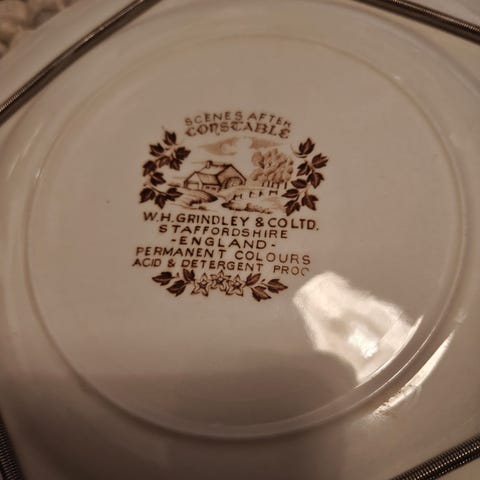 SCENES AFTER
CONSTABLE
W.H. GRINDLEY & CO LTD.
STAFFORDSHIRE
-ENGLAND-
PERMANENT COLOURS
ACID & DETERGENT PROO